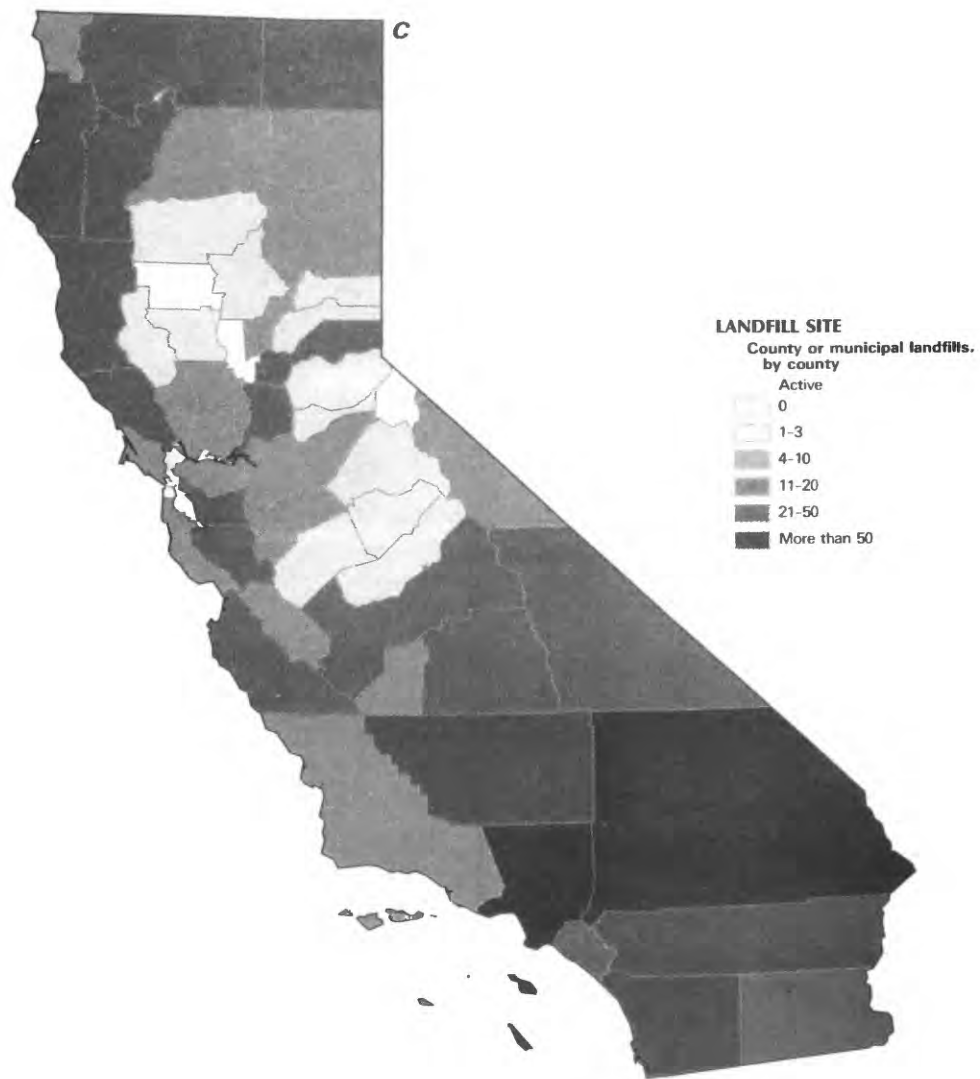 C
LANDFILL SITE
County or municipal landfills,
by county
Active
0
1-3
4-10
11-20
21-50
More than 50